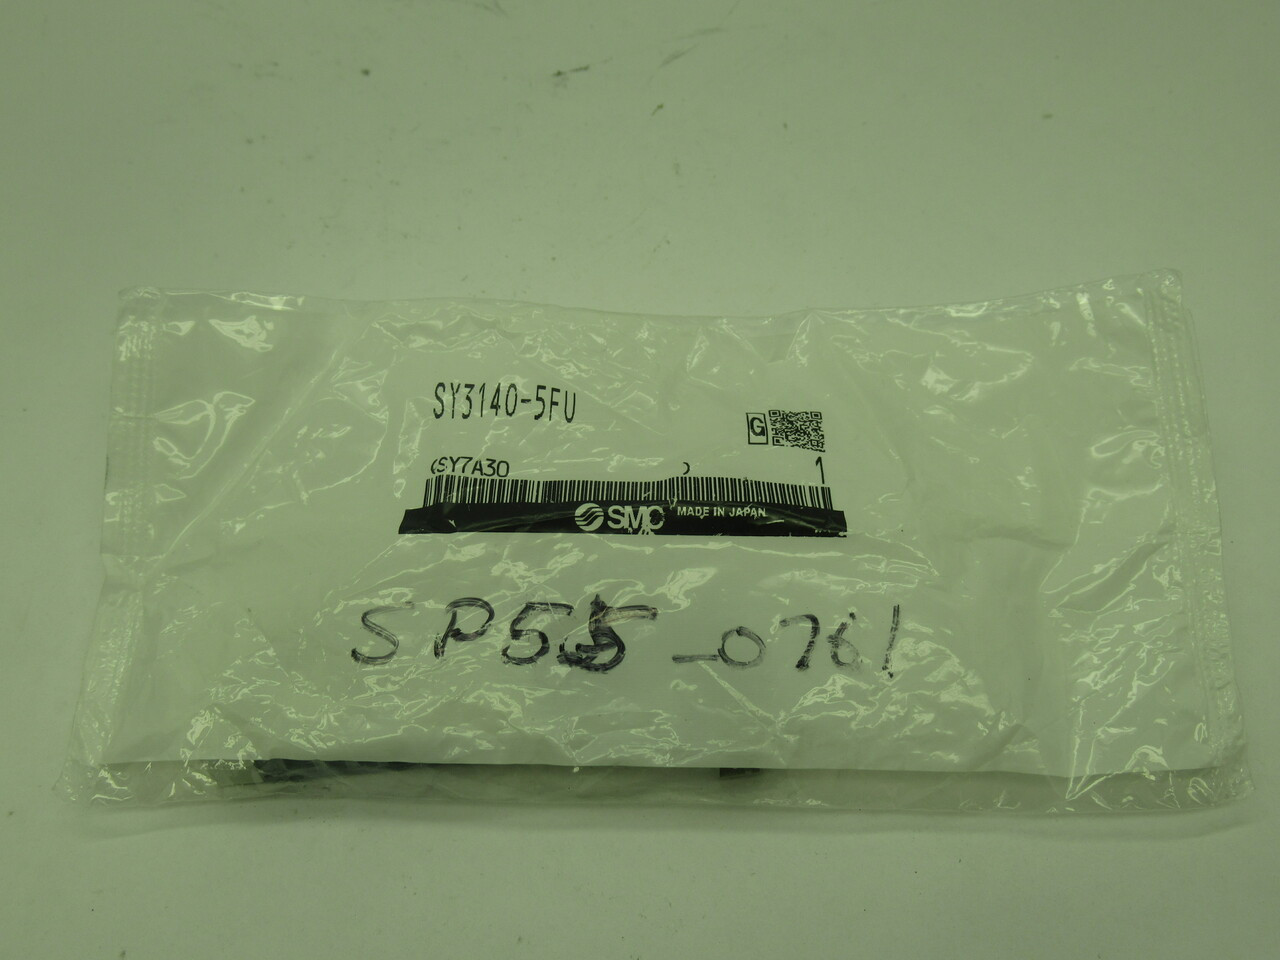 SY3140-5FU
G
(SY7A30 ) 1
SMC MADE IN JAPAN
SP55-0761